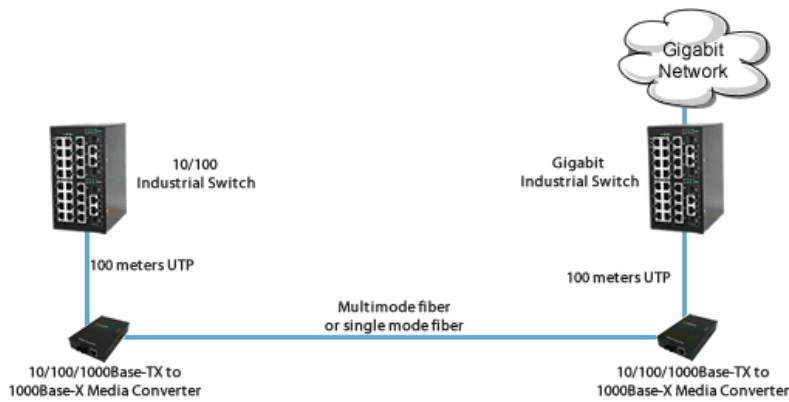 Gigabit
Network
10/100
Industrial Switch
Gigabit
Industrial Switch
100 meters UTP
100 meters UTP
Multimode fiber
or single mode fiber
10/100/1000Base-TX to
1000Base-X Media Converter
10/100/1000Base-TX to
1000Base-X Media Converter